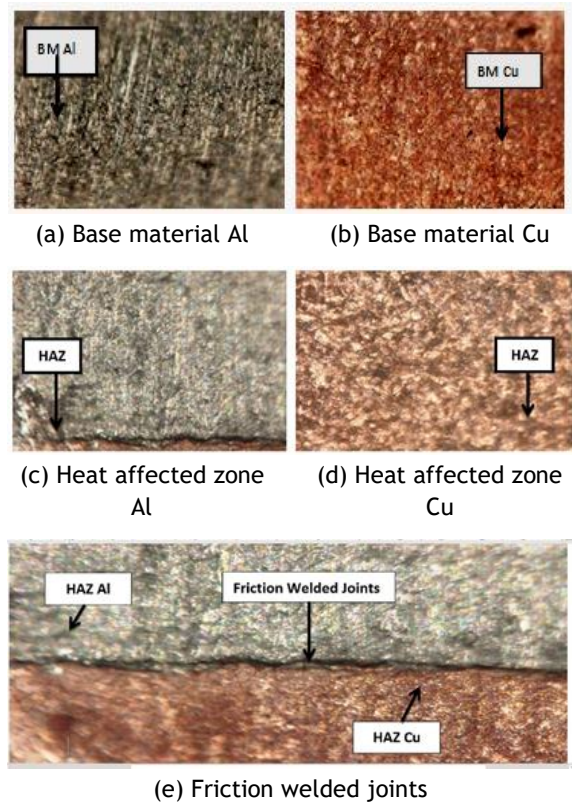 BM Al
BM Cu
(a) Base material Al
(b) Base material Cu
HAZ
HAZ
(c) Heat affected zone
Al
(d) Heat affected zone
Cu
HAZ Al
Friction Welded Joints
HAZ Cu
(e) Friction welded joints